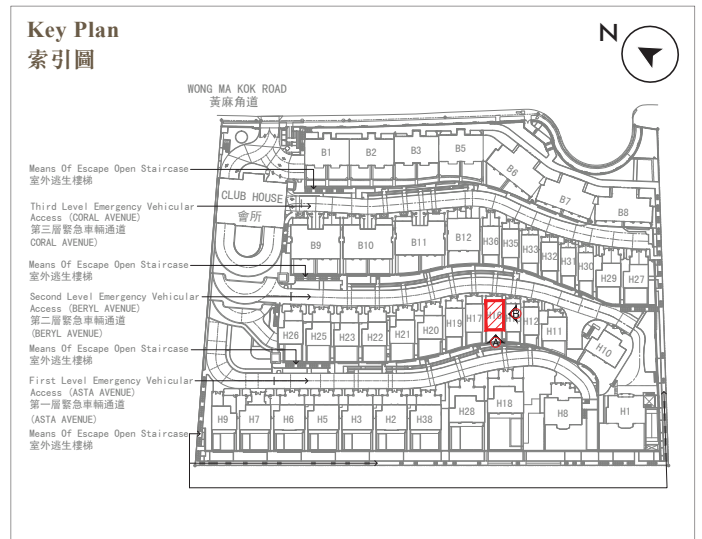 Key Plan
索引圖
N
WONG MA KOK ROAD
黃麻角道
B1
B2
B3
B5
B6
B7
B8
Means Of Escape Open Staircase
室外逃生樓梯
CLUB HOUSE
會所
Third Level Emergency Vehicular
Access (CORAL AVENUE)
第三層緊急車輛通道
CORAL AVENUE)
B9
B10
B11
B12
H36
H35
H33
H32
H31
H30
H29
H27
Means Of Escape Open Staircase
室外逃生樓梯
Second Level Emergency Vehicular
Access (BERYL AVENUE)
第二層緊急車輛通道
(BERYL AVENUE)
H26
H25
H23
H22
H21
H20
H19
H17
H16
B
H12
H11
H10
A
Means Of Escape Open Staircase
室外逃生樓梯
First Level Emergency Vehicular
Access (ASTA AVENUE)
第一層緊急車輛通道
(ASTA AVENUE)
H9
H7
H6
H5
H3
H2
H38
H28
H18
H8
H1
Means Of Escape Open Staircase
室外逃生樓梯